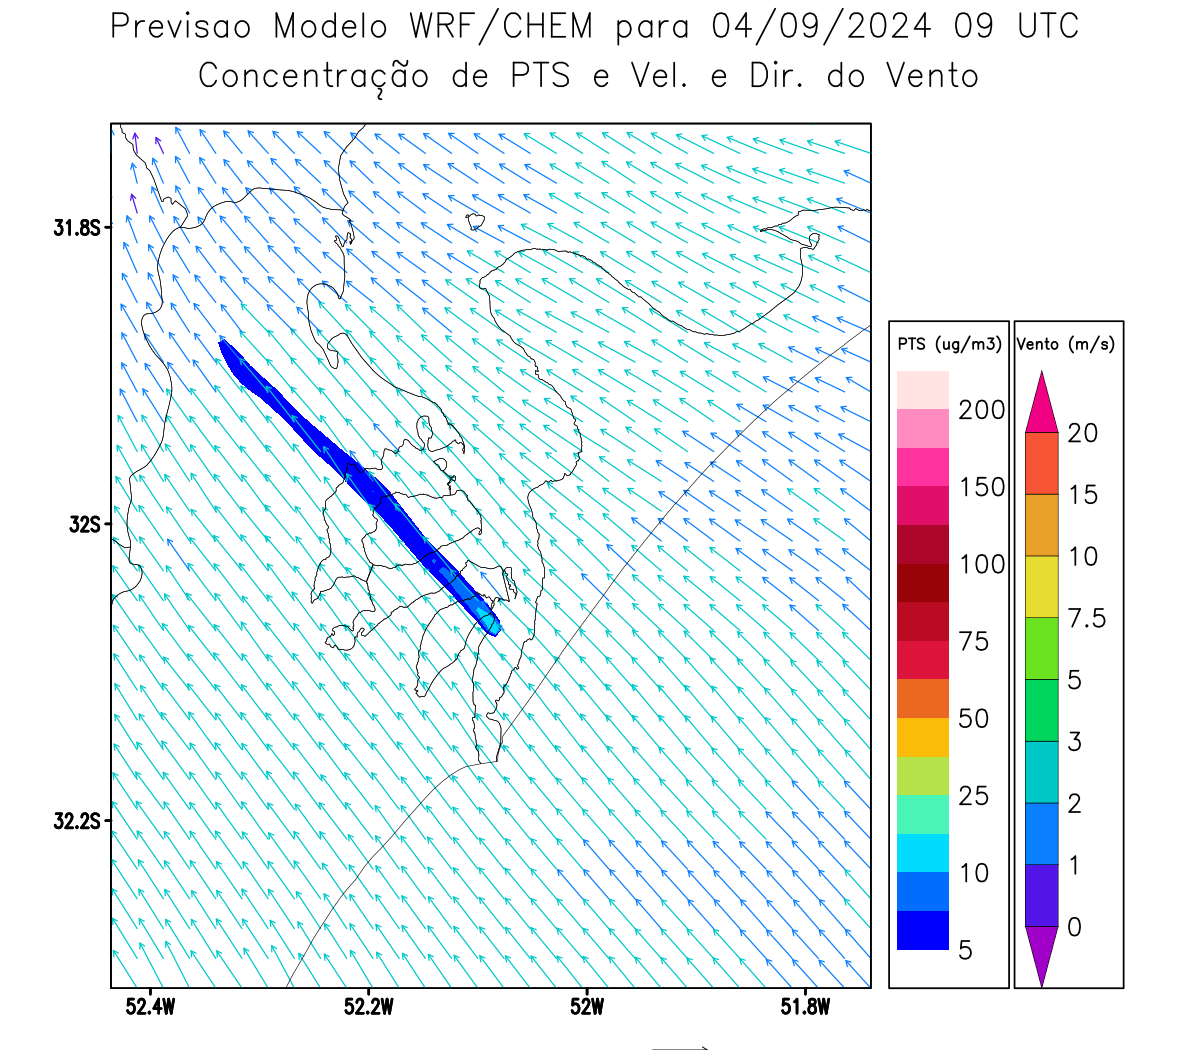 Previsao Modelo WRF/CHEM para 04/09/2024 09 UTC
Concentração de PTS e Vel. e Dir. do Vento
31.8S
32S
32.2S
52.4W
52.2W
52W
51.8W
PTS (ug/m3)
200
150
100
75
50
25
10
5
Vento (m/s)
20
15
10
7.5
5
3
2
1
0